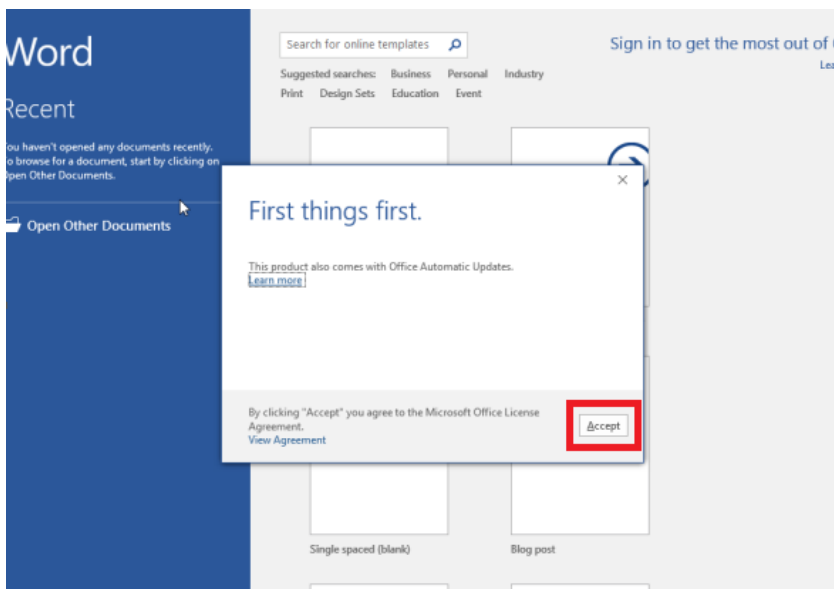 Word
Recent
You haven't opened any documents recently.
To browse for a document, start by clicking on
Open Other Documents.
Open Other Documents
Search for online templates
Suggested searches: Business Personal Industry
Print Design Sets Education Event
Sign in to get the most out of
First things first.
This product also comes with Office Automatic Updates.
Learn more
By clicking "Accept" you agree to the Microsoft Office License
Agreement.
View Agreement
Accept
Single spaced (blank)
Blog post